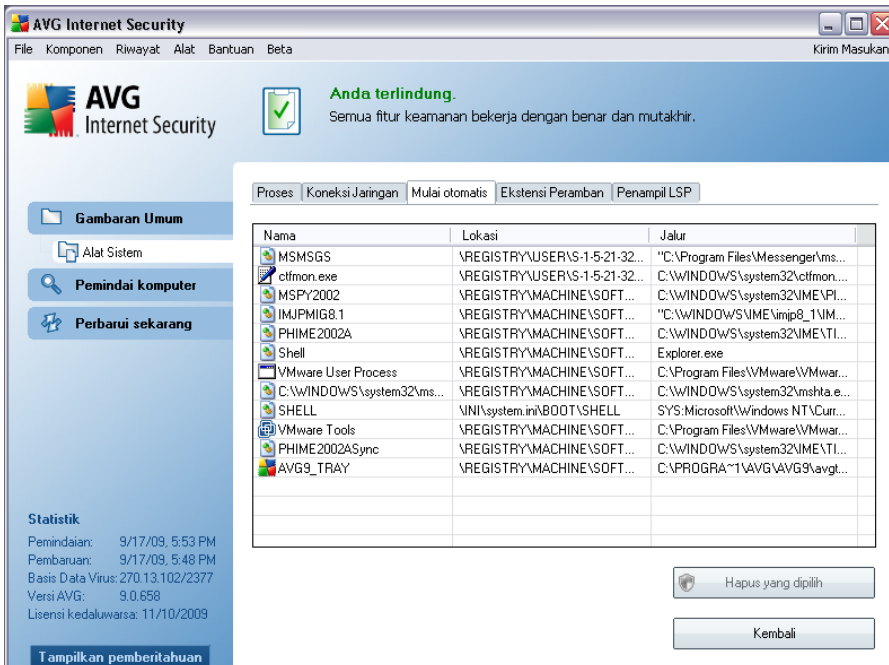 AVG Internet Security
File Komponen Riwayat Alat Bantuan Beta Kirim Masukan
AVG
Internet Security
Anda terlindung.
Semua fitur keamanan bekerja dengan benar dan mutakhir.
Gambaran Umum
Alat Sistem
Pemindai komputer
Perbarui sekarang
Proses Koneksi Jaringan Mulai otomatis Ekstensi Peramban Penampil LSP
Nama Lokasi Jalur
MSMSGS \REGISTRY\USER\S-1-5-21-32... "C:\Program Files\Messenger\ms...
ctfmon.exe \REGISTRY\USER\S-1-5-21-32... C:\WINDOWS\system32\ctfmon....
MSPY2002 \REGISTRY\MACHINE\SOFT... C:\WINDOWS\system32\IME\PI...
IMJPMIG8.1 \REGISTRY\MACHINE\SOFT... "C:\WINDOWS\IME\imjp8_1\IM...
PHIME2002A \REGISTRY\MACHINE\SOFT... C:\WINDOWS\system32\IME\TI...
Shell \REGISTRY\MACHINE\SOFT... Explorer.exe
VMware User Process \REGISTRY\MACHINE\SOFT... C:\Program Files\VMware\VMwar...
C:\WINDOWS\system32\ms... \REGISTRY\MACHINE\SOFT... C:\WINDOWS\system32\mshta.e...
SHELL \INI\system.ini\BOOT\SHELL SYS:Microsoft\Windows NT\Curr...
VMware Tools \REGISTRY\MACHINE\SOFT... C:\Program Files\VMware\VMwar...
PHIME2002ASync \REGISTRY\MACHINE\SOFT... C:\WINDOWS\system32\IME\TI...
AVG9_TRAY \REGISTRY\MACHINE\SOFT... C:\PROGRA~1\AVG\AVG9\avgt...
Statistik
Pemindaian: 9/17/09, 5:53 PM
Pembaruan: 9/17/09, 5:48 PM
Basis Data Virus: 270.13.102/2377
Versi AVG: 9.0.658
Lisensi kedaluwarsa: 11/10/2009
Tampilkan pemberitahuan
Hapus yang dipilih
Kembali